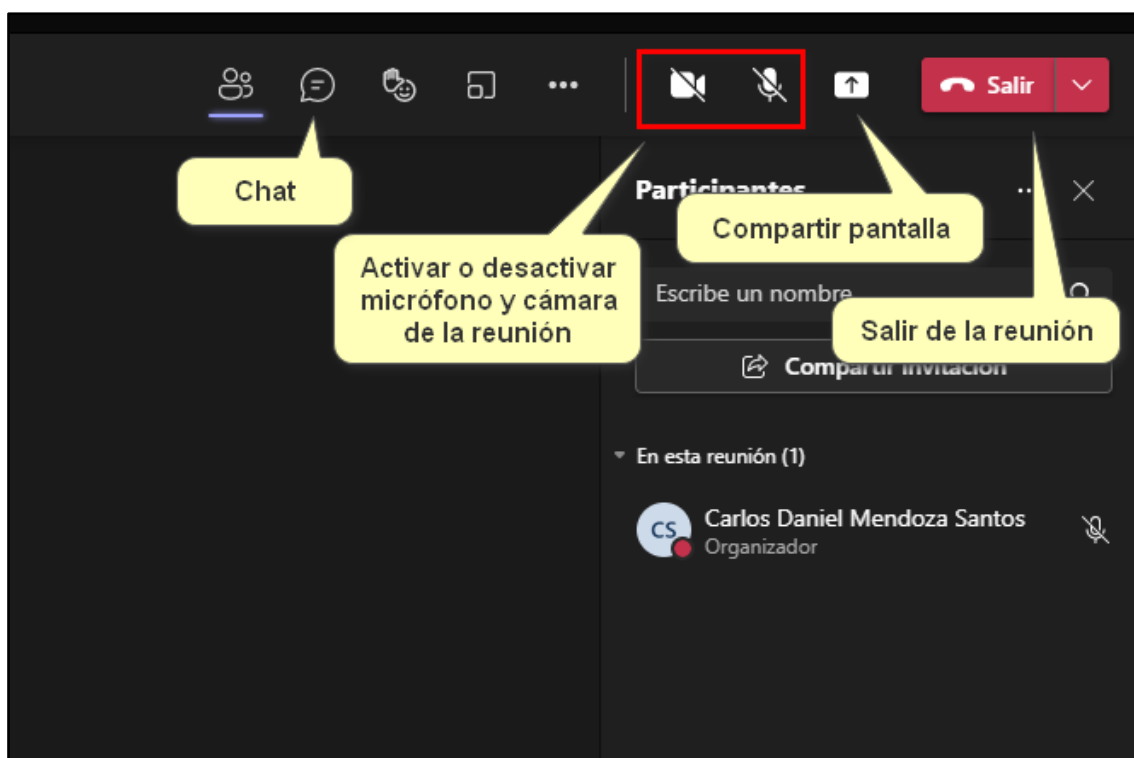 Salir
Chat
Participantes
Compartir pantalla
Activar o desactivar
micrófono y cámara
de la reunión
Escribe un nombre
Salir de la reunión
Compartir invitación
En esta reunión (1)
CS
Carlos Daniel Mendoza Santos
Organizador